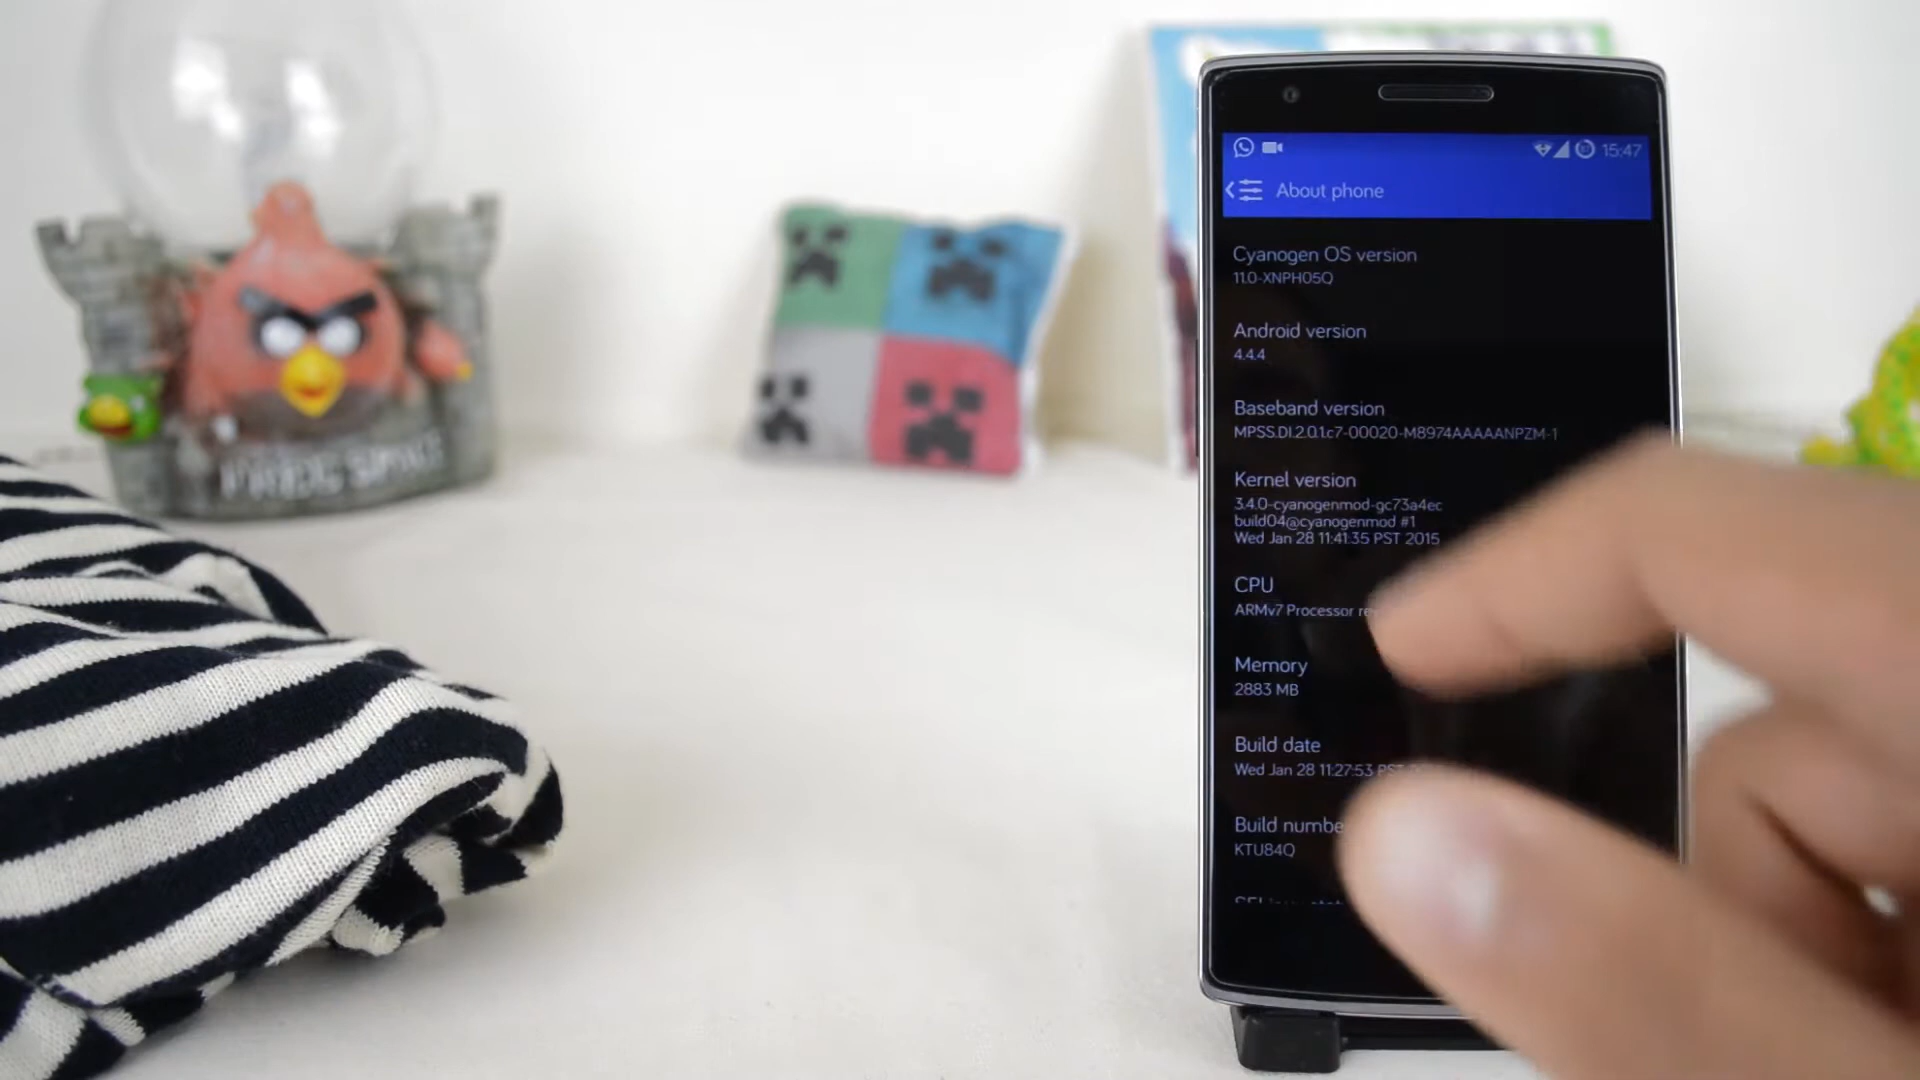 15:47
About phone
Cyanogen OS version
11.0-XNPH05Q
Android version
4.4.4
Baseband version
MPSS.DI.2.0.1.c7-00020-M8974AAAAANPZM-1
Kernel version
3.4.0-cyanogenmod-gc73a4ec
build04@cyanogenmod #1
Wed Jan 28 11:41:35 PST 2015
CPU
ARMv7 Processor
Memory
2883 MB
Build date
Wed Jan 28 11:27:53 PST
Build numbe
KTU84Q